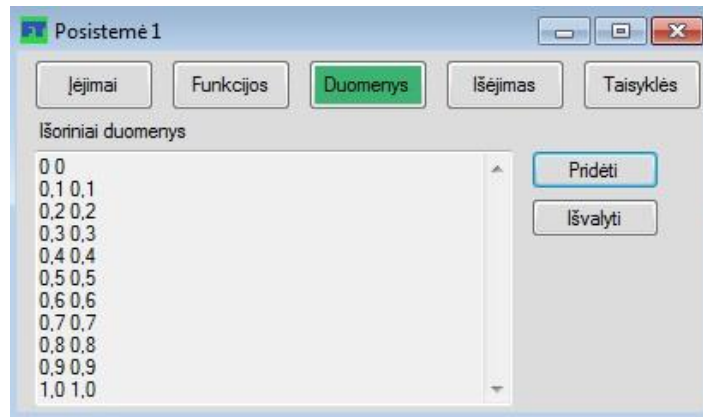 Posistemė 1
Įėjimai Funkcijos Duomenys Išėjimas Taisyklės
Išoriniai duomenys
0 0
0,1 0,1
0,2 0,2
0,3 0,3
0,4 0,4
0,5 0,5
0,6 0,6
0,7 0,7
0,8 0,8
0,9 0,9
1,0 1,0
Pridėti
Išvalyti